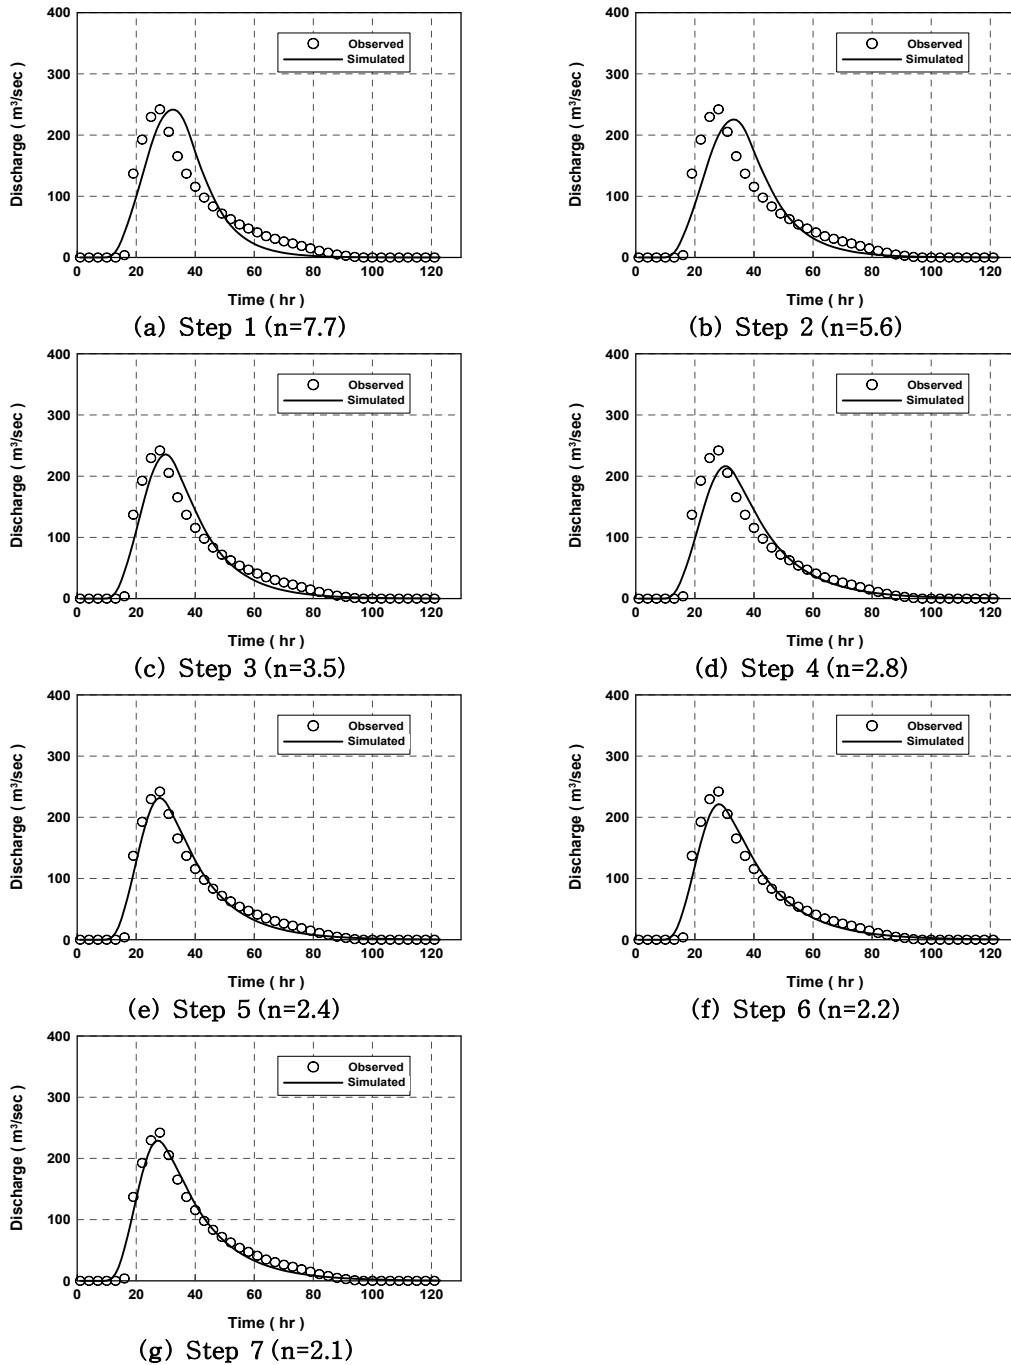 400
300
200
100
0
Discharge ( m³/sec )
Observed
Simulated
0 20 40 60 80 100 120
Time ( hr )
(a) Step 1 (n=7.7)
400
300
200
100
0
Discharge ( m³/sec )
Observed
Simulated
0 20 40 60 80 100 120
Time ( hr )
(b) Step 2 (n=5.6)
400
300
200
100
0
Discharge ( m³/sec )
Observed
Simulated
0 20 40 60 80 100 120
Time ( hr )
(c) Step 3 (n=3.5)
400
300
200
100
0
Discharge ( m³/sec )
Observed
Simulated
0 20 40 60 80 100 120
Time ( hr )
(d) Step 4 (n=2.8)
400
300
200
100
0
Discharge ( m³/sec )
Observed
Simulated
0 20 40 60 80 100 120
Time ( hr )
(e) Step 5 (n=2.4)
400
300
200
100
0
Discharge ( m³/sec )
Observed
Simulated
0 20 40 60 80 100 120
Time ( hr )
(f) Step 6 (n=2.2)
400
300
200
100
0
Discharge ( m³/sec )
Observed
Simulated
0 20 40 60 80 100 120
Time ( hr )
(g) Step 7 (n=2.1)